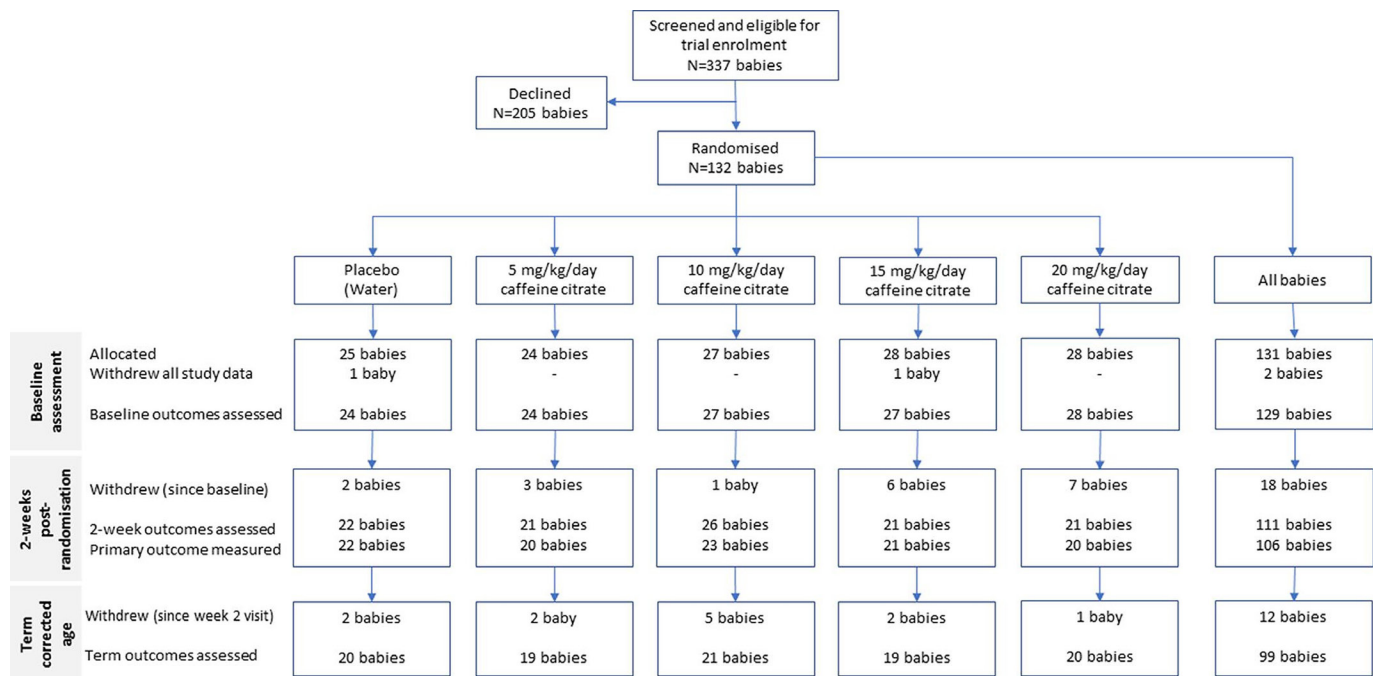 Screened and eligible for
trial enrolment
N=337 babies
Declined
N=205 babies
Randomised
N=132 babies
Placebo
(Water)
5 mg/kg/day
caffeine citrate
10 mg/kg/day
caffeine citrate
15 mg/kg/day
caffeine citrate
20 mg/kg/day
caffeine citrate
All babies
Baseline
assessment
Allocated 25 babies 24 babies 27 babies 28 babies 28 babies 131 babies
Withdrew all study data 1 baby - - 1 baby - 2 babies
Baseline outcomes assessed 24 babies 24 babies 27 babies 27 babies 28 babies 129 babies
2-weeks
post-
randomisation
Withdrew (since baseline) 2 babies 3 babies 1 baby 6 babies 7 babies 18 babies
2-week outcomes assessed 22 babies 21 babies 26 babies 21 babies 21 babies 111 babies
Primary outcome measured 22 babies 20 babies 23 babies 21 babies 20 babies 106 babies
Term
corrected
age
Withdrew (since week 2 visit) 2 babies 2 baby 5 babies 2 babies 1 baby 12 babies
Term outcomes assessed 20 babies 19 babies 21 babies 19 babies 20 babies 99 babies